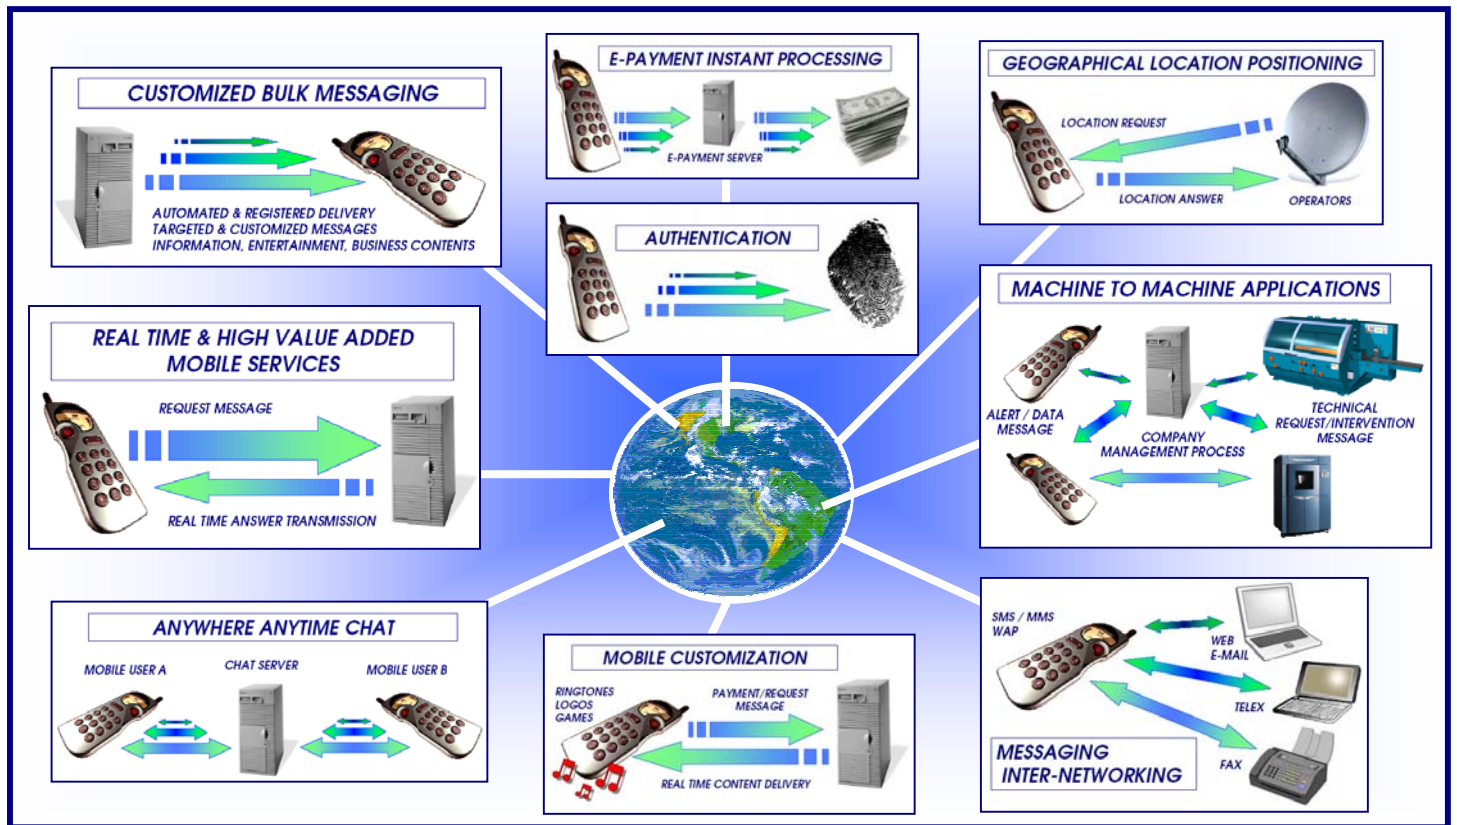 CUSTOMIZED BULK MESSAGING
AUTOMATED & REGISTERED DELIVERY
TARGETED & CUSTOMIZED MESSAGES
INFORMATION, ENTERTAINMENT, BUSINESS CONTENTS
E-PAYMENT INSTANT PROCESSING
E-PAYMENT SERVER
GEOGRAPHICAL LOCATION POSITIONING
LOCATION REQUEST
LOCATION ANSWER
OPERATORS
AUTHENTICATION
REAL TIME & HIGH VALUE ADDED
MOBILE SERVICES
REQUEST MESSAGE
REAL TIME ANSWER TRANSMISSION
MACHINE TO MACHINE APPLICATIONS
ALERT / DATA
MESSAGE
COMPANY
MANAGEMENT PROCESS
TECHNICAL
REQUEST/INTERVENTION
MESSAGE
ANYWHERE ANYTIME CHAT
MOBILE USER A
CHAT SERVER
MOBILE USER B
MOBILE CUSTOMIZATION
RINGTONES
LOGOS
GAMES
PAYMENT/REQUEST
MESSAGE
REAL TIME CONTENT DELIVERY
SMS / MMS
WAP
WEB
E-MAIL
TELEX
FAX
MESSAGING
INTER-NETWORKING